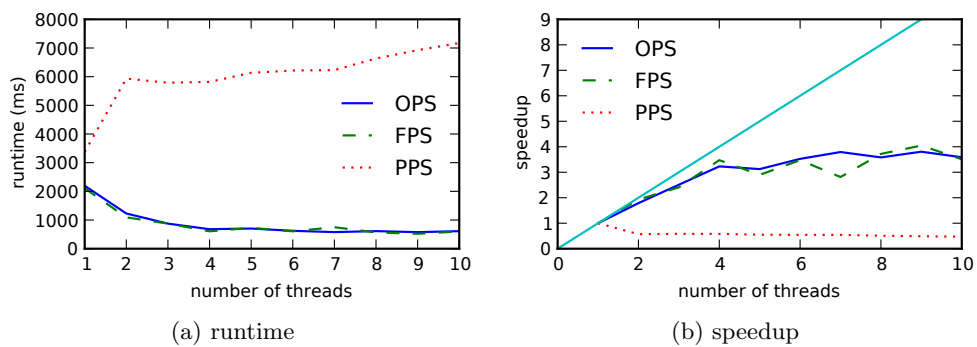 8000
7000
6000
5000
4000
3000
2000
1000
0
runtime (ms)
OPS
FPS
PPS
1 2 3 4 5 6 7 8 9 10
number of threads
(a) runtime
9
8
7
6
5
4
3
2
1
0
speedup
OPS
FPS
PPS
0 2 4 6 8 10
number of threads
(b) speedup